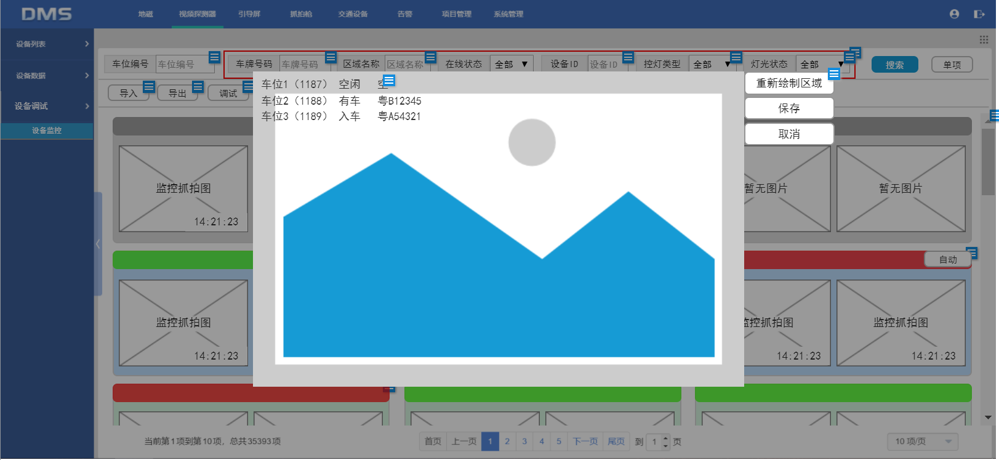 DMS 地磁 视频探测器 引导屏 抓拍枪 交通设备 告警 项目管理 系统管理
设备列表
设备数据
设备调试
设备监控
车位编号 车位编号 车牌号码 车牌号码 区域名称 区域名称 在线状态 全部 ▼ 设备ID 设备ID 控灯类型 全部 ▼ 灯光状态 全部 ▼ 搜索 单项
导入 导出 调试
车位1（1187） 空闲 空
车位2（1188） 有车 粤B12345
车位3（1189） 入车 粤A54321
重新绘制区域
保存
取消
监控抓拍图
14:21:23
暂无图片
暂无图片
自动
监控抓拍图
14:21:23
监控抓拍图
14:21:23
监控抓拍图
14:21:23
当前第1项到第10项，总共35393项 首页 上一页 1 2 3 4 5 下一页 尾页 到 1 页 10 项/页